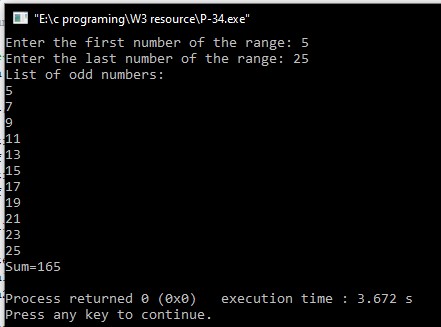 "E:\c programing\W3 resource\P-34.exe"
Enter the first number of the range: 5
Enter the last number of the range: 25
List of odd numbers:
5
7
9
11
13
15
17
19
21
23
25
Sum=165
Process returned 0 (0x0)   execution time : 3.672 s
Press any key to continue.